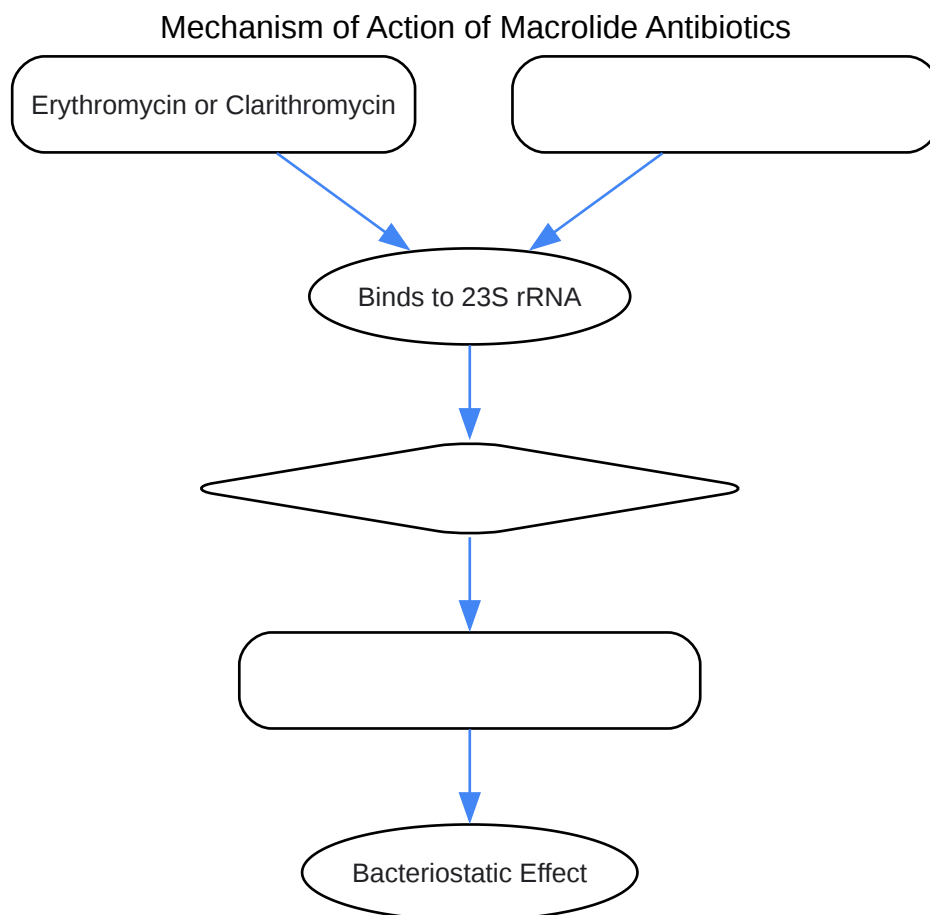 Mechanism of Action of Macrolide Antibiotics
Erythromycin or Clarithromycin
Binds to 23S rRNA
Bacteriostatic Effect